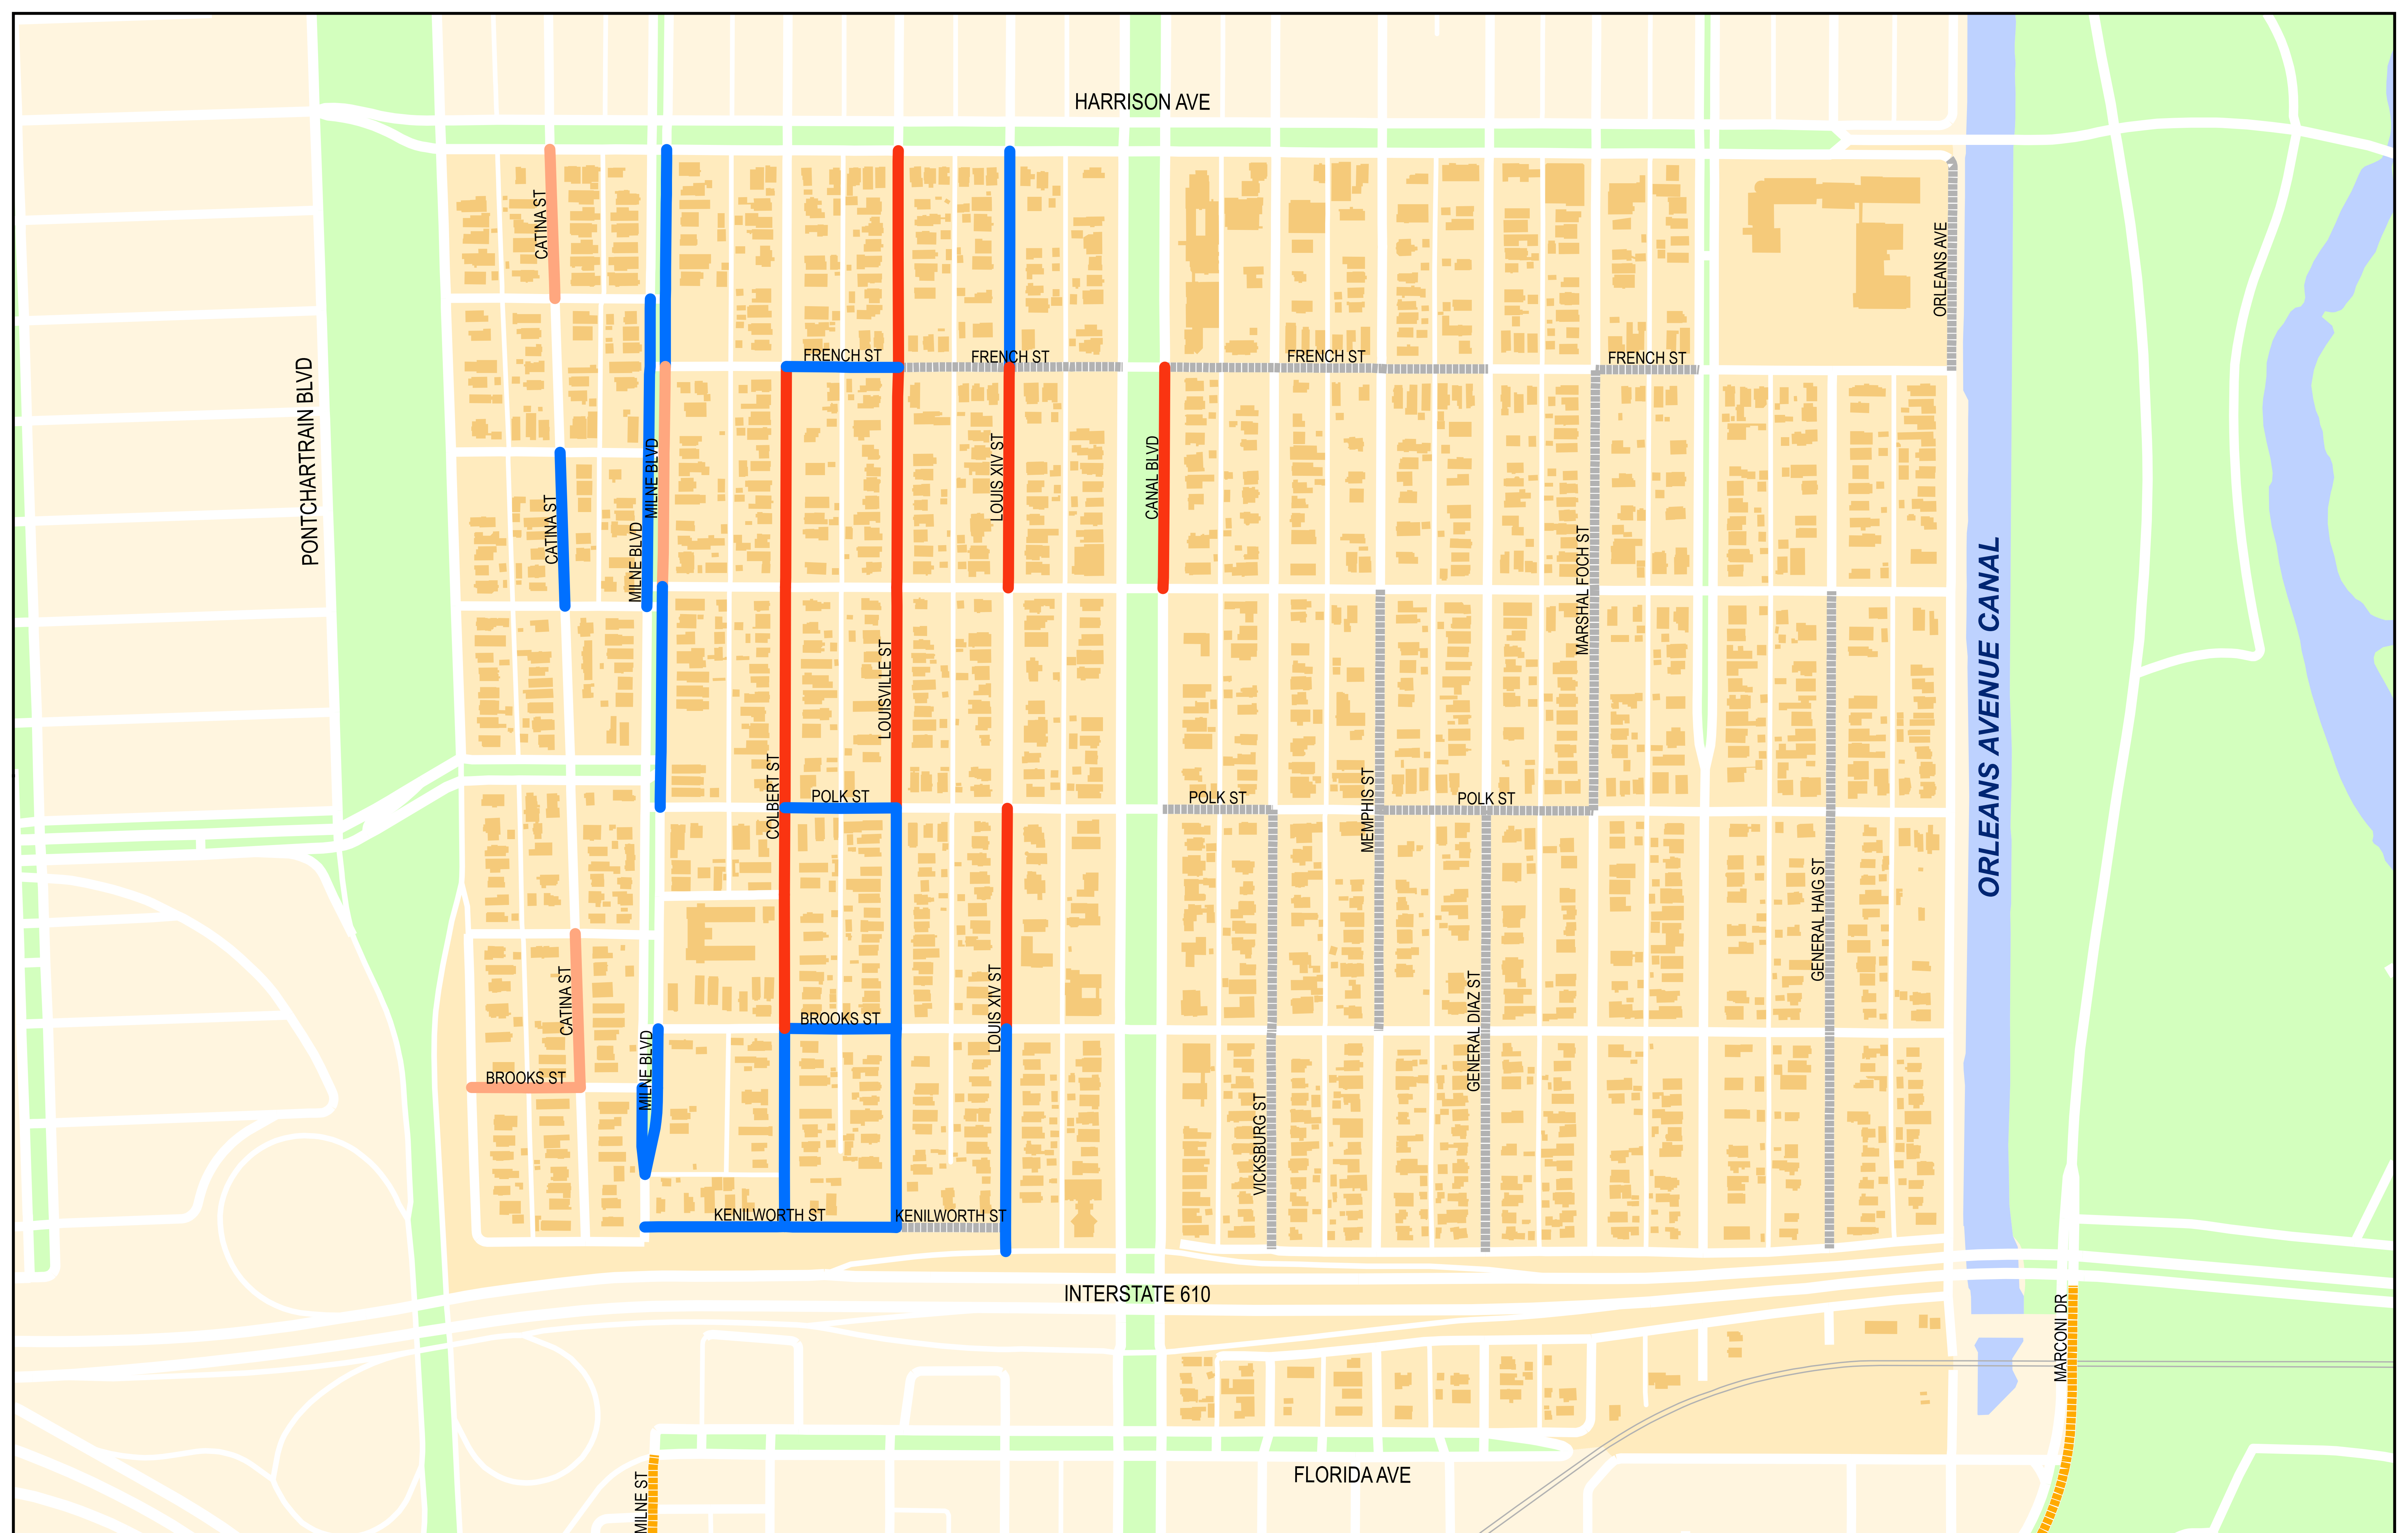 HARRISON AVE
CATINA ST
ORLEANS AVE
FRENCH ST
FRENCH ST
FRENCH ST
FRENCH ST
PONTCHARTRAIN BLVD
MILNE BLVD
LOUIS XIV ST
CANAL BLVD
CATINA ST
MILNE BLVD
MARSHAL FOCH ST
ORLEANS AVENUE CANAL
LOUISVILLE ST
COLBERT ST
POLK ST
POLK ST
POLK ST
MEMPHIS ST
GENERAL HAIG ST
CATINA ST
LOUIS XIV ST
GENERAL DIAZ ST
BROOKS ST
MILNE BLVD
BROOKS ST
VICKSBURG ST
KENILWORTH ST
KENILWORTH ST
INTERSTATE 610
MARCONI DR
FLORIDA AVE
MILNE ST